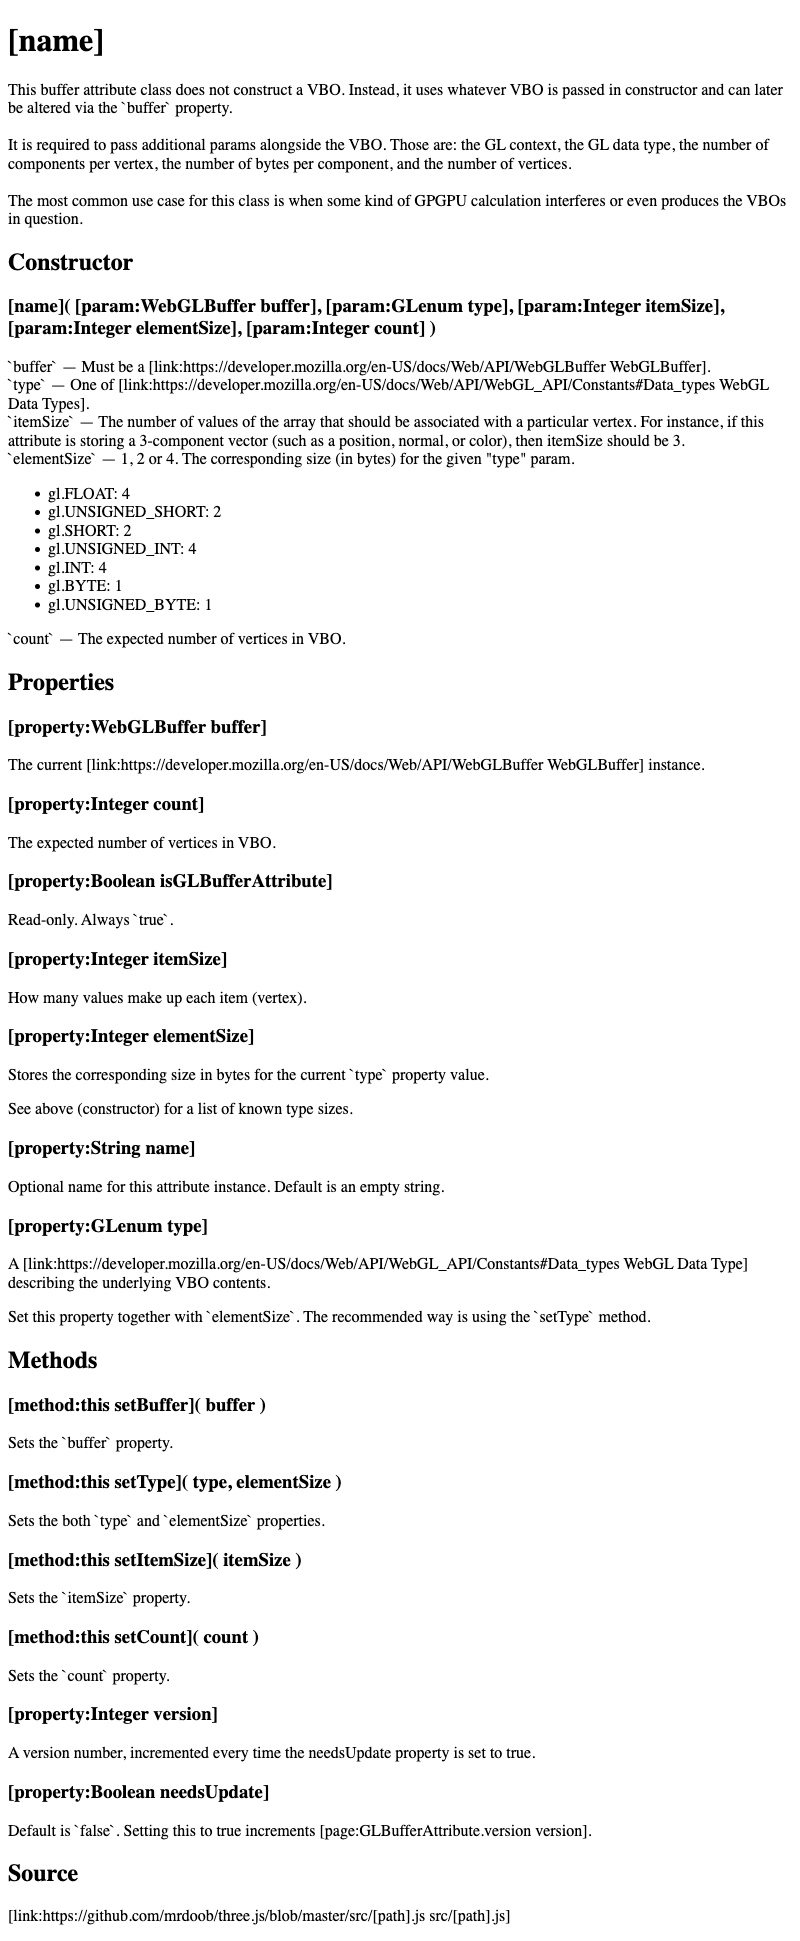 [name]
This buffer attribute class does not construct a VBO. Instead, it uses whatever VBO is passed in constructor and can later
be altered via the `buffer` property.
It is required to pass additional params alongside the VBO. Those are: the GL context, the GL data type, the number of
components per vertex, the number of bytes per component, and the number of vertices.
The most common use case for this class is when some kind of GPGPU calculation interferes or even produces the VBOs
in question.
Constructor
[name]( [param:WebGLBuffer buffer], [param:GLenum type], [param:Integer itemSize],
[param:Integer elementSize], [param:Integer count] )
`buffer` — Must be a [link:https://developer.mozilla.org/en-US/docs/Web/API/WebGLBuffer WebGLBuffer].
`type` — One of [link:https://developer.mozilla.org/en-US/docs/Web/API/WebGL_API/Constants#Data_types WebGL
Data Types].
`itemSize` — The number of values of the array that should be associated with a particular vertex. For instance, if this
attribute is storing a 3-component vector (such as a position, normal, or color), then itemSize should be 3.
`elementSize` — 1, 2 or 4. The corresponding size (in bytes) for the given "type" param.
• gl.FLOAT: 4
• gl.UNSIGNED_SHORT: 2
• gl.SHORT: 2
• gl.UNSIGNED_INT: 4
• gl.INT: 4
• gl.BYTE: 1
• gl.UNSIGNED_BYTE: 1
`count` — The expected number of vertices in VBO.
Properties
[property:WebGLBuffer buffer]
The current [link:https://developer.mozilla.org/en-US/docs/Web/API/WebGLBuffer WebGLBuffer] instance.
[property:Integer count]
The expected number of vertices in VBO.
[property:Boolean isGLBufferAttribute]
Read-only. Always `true`.
[property:Integer itemSize]
How many values make up each item (vertex).
[property:Integer elementSize]
Stores the corresponding size in bytes for the current `type` property value.
See above (constructor) for a list of known type sizes.
[property:String name]
Optional name for this attribute instance. Default is an empty string.
[property:GLenum type]
A [link:https://developer.mozilla.org/en-US/docs/Web/API/WebGL_API/Constants#Data_types WebGL Data Type]
describing the underlying VBO contents.
Set this property together with `elementSize`. The recommended way is using the `setType` method.
Methods
[method:this setBuffer]( buffer )
Sets the `buffer` property.
[method:this setType]( type, elementSize )
Sets the both `type` and `elementSize` properties.
[method:this setItemSize]( itemSize )
Sets the `itemSize` property.
[method:this setCount]( count )
Sets the `count` property.
[property:Integer version]
A version number, incremented every time the needsUpdate property is set to true.
[property:Boolean needsUpdate]
Default is `false`. Setting this to true increments [page:GLBufferAttribute.version version].
Source
[link:https://github.com/mrdoob/three.js/blob/master/src/[path].js src/[path].js]